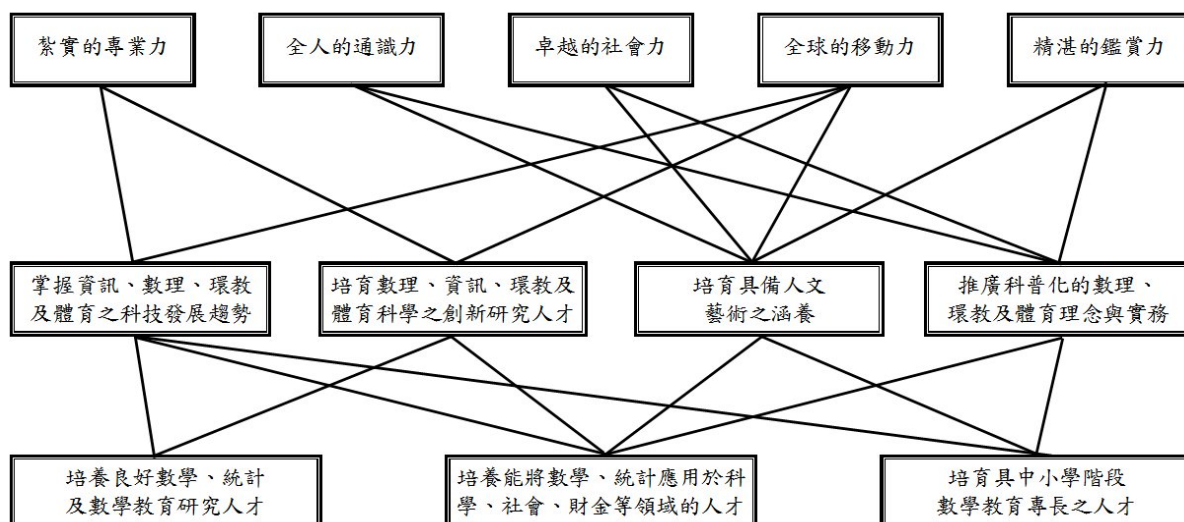 紮實的專業力
全人的通識力
卓越的社會力
全球的移動力
精湛的鑑賞力
掌握資訊、數理、環教
及體育之科技發展趨勢
培育數理、資訊、環教及
體育科學之創新研究人才
培育具備人文
藝術之涵養
推廣科普化的數理、
環教及體育理念與實務
培養良好數學、統計
及數學教育研究人才
培養能將數學、統計應用於科
學、社會、財金等領域的人才
培育具中小學階段
數學教育專長之人才